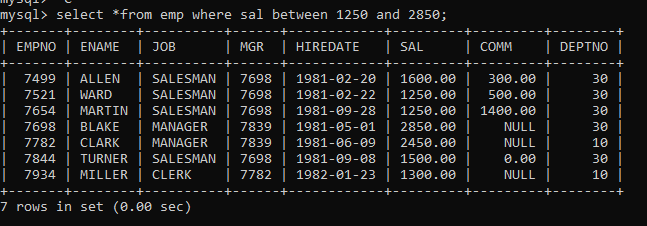 mysql> select *from emp where sal between 1250 and 2850;
+-------+--------+----------+------+------------+---------+---------+--------+
| EMPNO | ENAME  | JOB      | MGR  | HIREDATE   | SAL     | COMM    | DEPTNO |
+-------+--------+----------+------+------------+---------+---------+--------+
|  7499 | ALLEN  | SALESMAN | 7698 | 1981-02-20 | 1600.00 |  300.00 |     30 |
|  7521 | WARD   | SALESMAN | 7698 | 1981-02-22 | 1250.00 |  500.00 |     30 |
|  7654 | MARTIN | SALESMAN | 7698 | 1981-09-28 | 1250.00 | 1400.00 |     30 |
|  7698 | BLAKE  | MANAGER  | 7839 | 1981-05-01 | 2850.00 |    NULL |     30 |
|  7782 | CLARK  | MANAGER  | 7839 | 1981-06-09 | 2450.00 |    NULL |     10 |
|  7844 | TURNER | SALESMAN | 7698 | 1981-09-08 | 1500.00 |    0.00 |     30 |
|  7934 | MILLER | CLERK    | 7782 | 1982-01-23 | 1300.00 |    NULL |     10 |
+-------+--------+----------+------+------------+---------+---------+--------+
7 rows in set (0.00 sec)